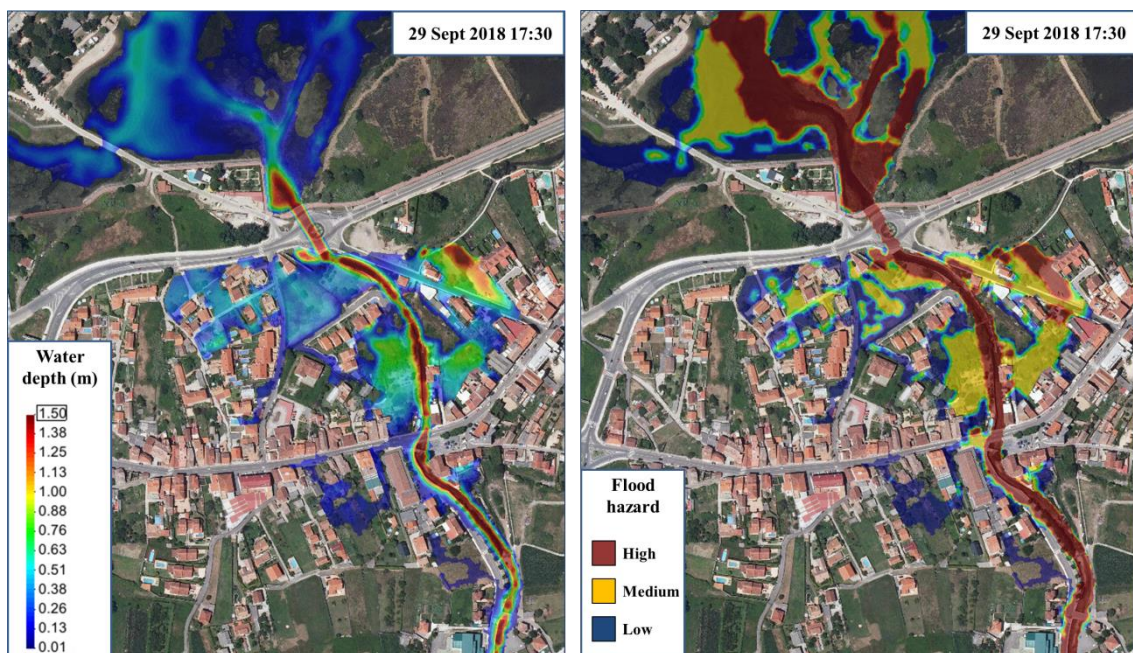 29 Sept 2018 17:30
Water
depth (m)
1.50
1.38
1.25
1.13
1.00
0.88
0.76
0.63
0.51
0.38
0.26
0.13
0.01
29 Sept 2018 17:30
Flood
hazard
High
Medium
Low